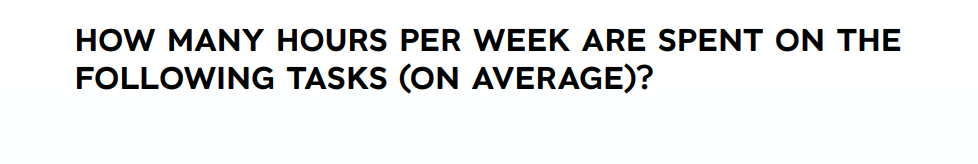 HOW MANY HOURS PER WEEK ARE SPENT ON THE
FOLLOWING TASKS (ON AVERAGE)?